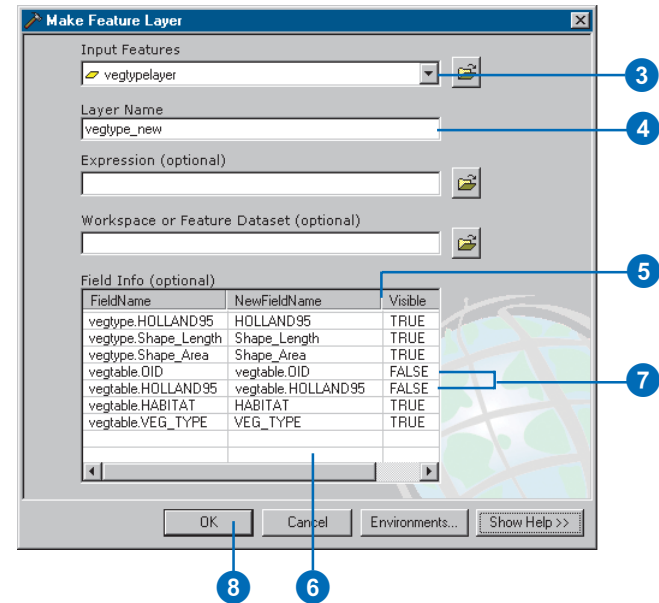 Make Feature Layer
Input Features
vegtypelayer
3
Layer Name
vegtype_new
4
Expression (optional)
Workspace or Feature Dataset (optional)
5
Field Info (optional)
FieldName NewFieldName Visible
vegtype.HOLLAND95 HOLLAND95 TRUE
vegtype.Shape_Length Shape_Length TRUE
vegtype.Shape_Area Shape_Area TRUE
vegtable.OID vegtable.OID FALSE
vegtable.HOLLAND95 vegtable.HOLLAND95 FALSE
7
vegtable.HABITAT HABITAT TRUE
vegtable.VEG_TYPE VEG_TYPE TRUE
OK Cancel Environments... Show Help >>
8 6